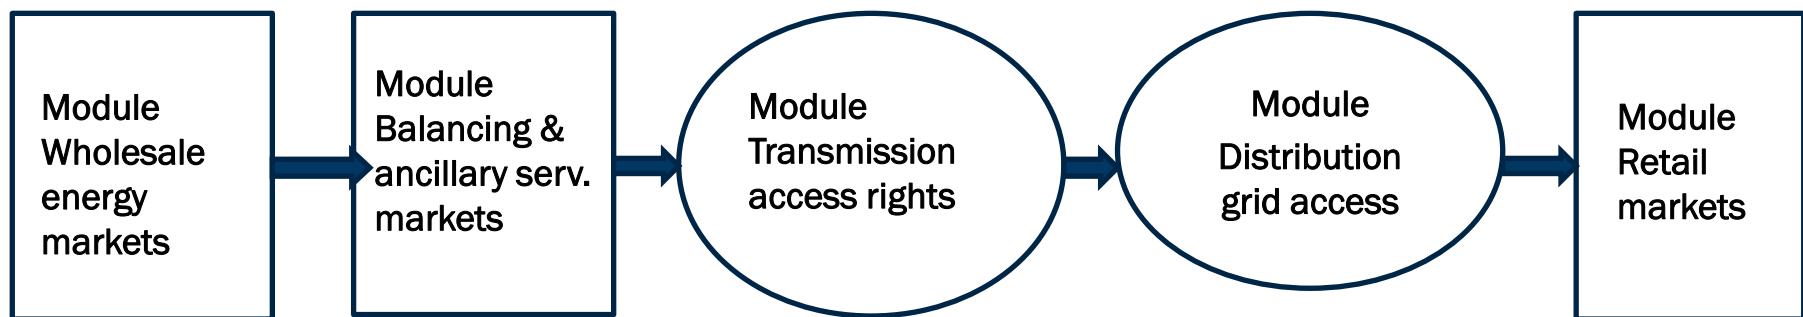 Module
Wholesale
energy
markets
Module
Balancing &
ancillary serv.
markets
Module
Transmission
access rights
Module
Distribution
grid access
Module
Retail
markets